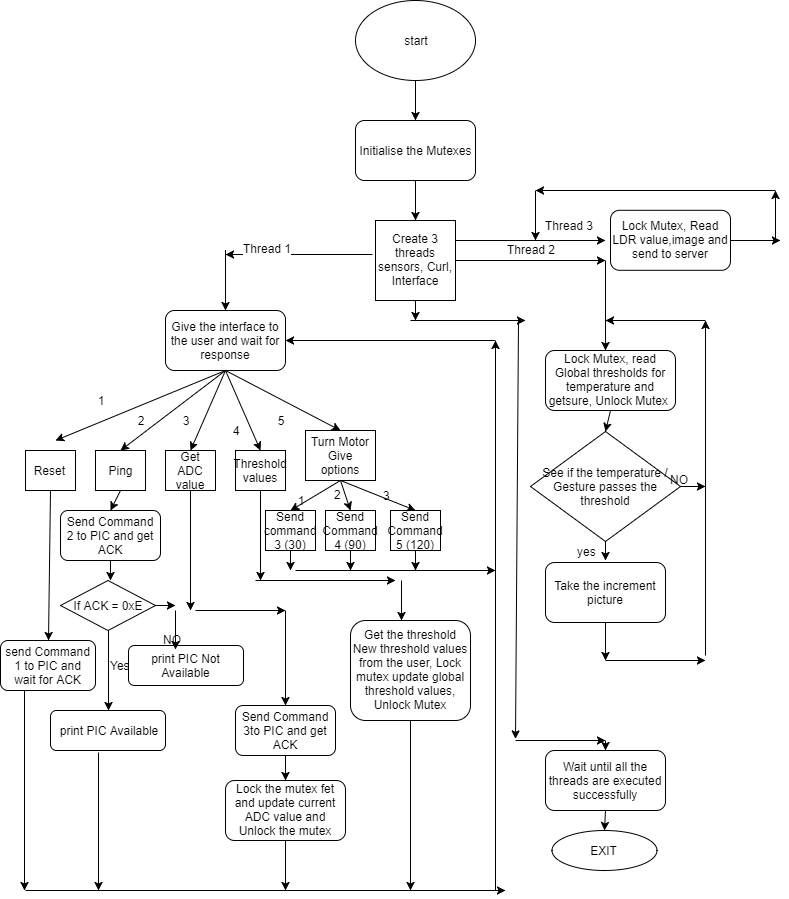 start
Initialise the Mutexes
Create 3
threads
sensors, Curl,
Interface
Thread 3
Lock Mutex, Read
LDR value,image and
send to server
Thread 2
Thread 1
Give the interface to
the user and wait for
response
Lock Mutex, read
Global thresholds for
temperature and
getsure, Unlock Mutex
1
2
3
4
5
Reset
Ping
Get
ADC
value
Threshold
values
Turn Motor
Give
options
See if the temperature /
Gesture passes the
threshold
NO
1
2
3
Send
command
3 (30)
Send
Command
4 (90)
Send
Command
5 (120)
Send Command
2 to PIC and get
ACK
yes
Take the increment
picture
If ACK = 0xE
NO
Yes
send Command
1 to PIC and
wait for ACK
print PIC Not
Available
Get the threshold
New threshold values
from the user, Lock
mutex update global
threshold values,
Unlock Mutex
print PIC Available
Send Command
3to PIC and get
ACK
Lock the mutex fet
and update current
ADC value and
Unlock the mutex
Wait until all the
threads are executed
successfully
EXIT